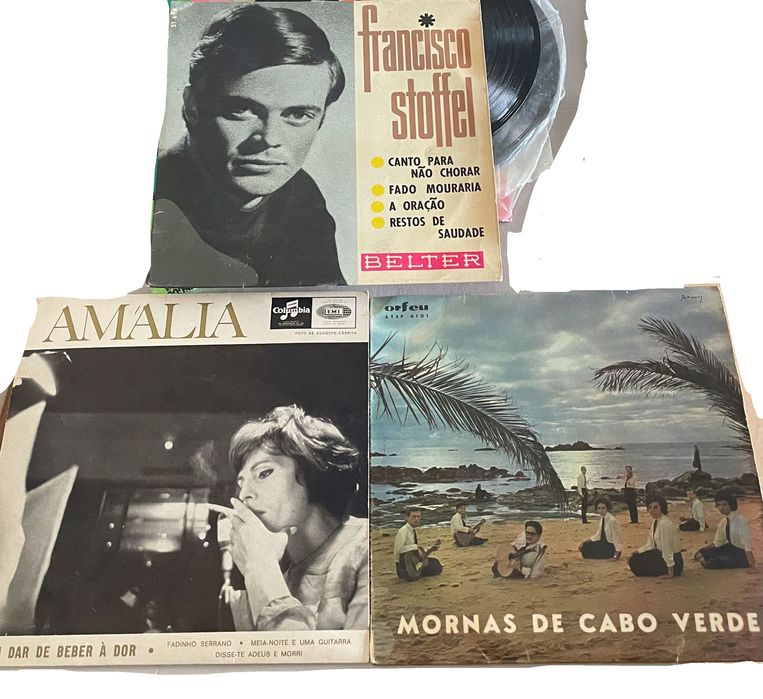 francisco
stoffel
CANTO PARA
NÃO CHORAR
FADO MOURARIA
A ORAÇÃO
RESTOS DE
SAUDADE
BELTER
AMÁLIA
Columbia
EMI
FOTO DE AUGUSTO CABRITA
DAR DE BEBER À DOR •
FADINHO SERRANO • MEIA-NOITE E UMA GUITARRA
DISSE-TE ADEUS E MORRI
orfeu
ATEP 6101
MORNAS DE CABO VERDE